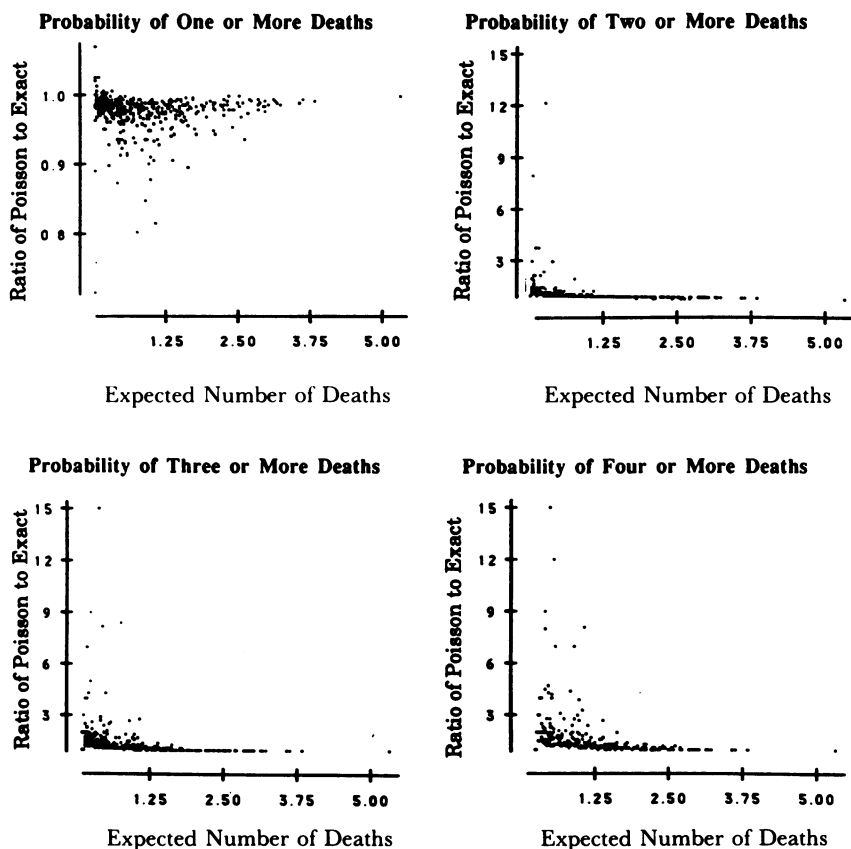 Probability of One or More Deaths
Ratio of Poisson to Exact
1.0
0.9
0 8
1.25 2.50 3.75 5.00
Expected Number of Deaths
Probability of Two or More Deaths
Ratio of Poisson to Exact
15
12
9
6
3
1.25 2.50 3.75 5.00
Expected Number of Deaths
Probability of Three or More Deaths
Ratio of Poisson to Exact
15
12
9
6
3
1.25 2.50 3.75 5.00
Expected Number of Deaths
Probability of Four or More Deaths
Ratio of Poisson to Exact
15
12
9
6
3
1.25 2.50 3.75 5.00
Expected Number of Deaths